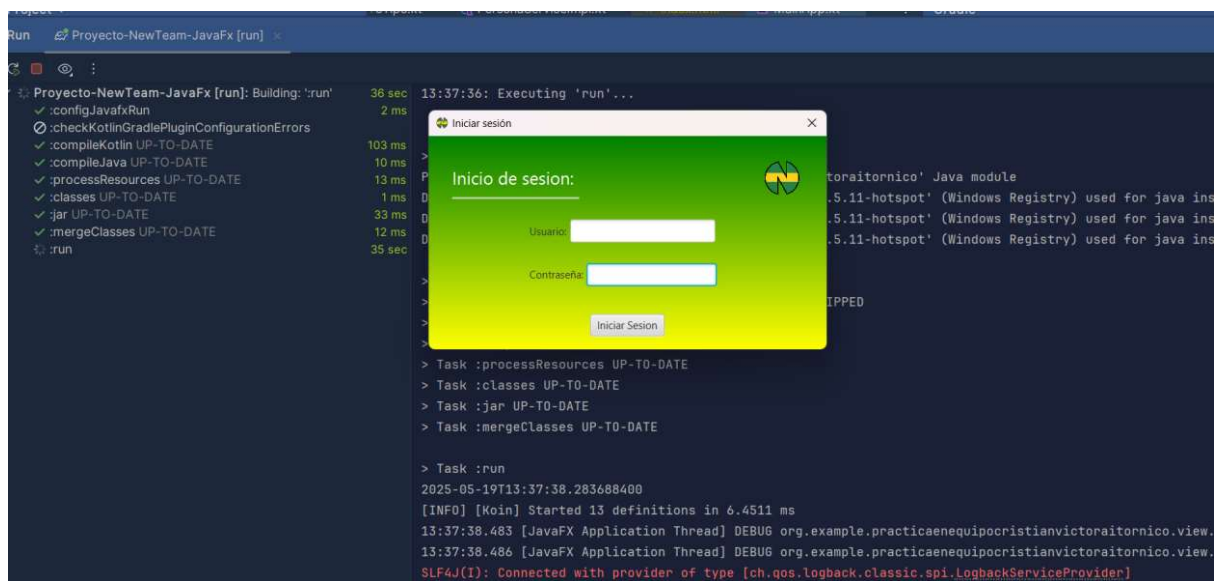 Run Proyecto-NewTeam-JavaFx [run] ×
Proyecto-NewTeam-JavaFx [run]: Building: ':run' 36 sec
:configJavafxRun 2 ms
:checkKotlinGradlePluginConfigurationErrors
:compileKotlin UP-TO-DATE 103 ms
:compileJava UP-TO-DATE 10 ms
:processResources UP-TO-DATE 13 ms
:classes UP-TO-DATE 1 ms
:jar UP-TO-DATE 33 ms
:mergeClasses UP-TO-DATE 12 ms
:run 35 sec
13:37:36: Executing 'run'...
Iniciar sesión
Inicio de sesion:
Usuario:
Contraseña:
Iniciar Sesion
toraitornico' Java module
.5.11-hotspot' (Windows Registry) used for java ins
.5.11-hotspot' (Windows Registry) used for java ins
.5.11-hotspot' (Windows Registry) used for java ins
IPPED
> Task :processResources UP-TO-DATE
> Task :classes UP-TO-DATE
> Task :jar UP-TO-DATE
> Task :mergeClasses UP-TO-DATE
> Task :run
2025-05-19T13:37:38.283688400
[INFO] [Koin] Started 13 definitions in 6.4511 ms
13:37:38.483 [JavaFX Application Thread] DEBUG org.example.practicaenequipocristianvictoraitornico.view.
13:37:38.486 [JavaFX Application Thread] DEBUG org.example.practicaenequipocristianvictoraitornico.view.
SLF4J(I): Connected with provider of type [ch.qos.logback.classic.spi.LogbackServiceProvider]